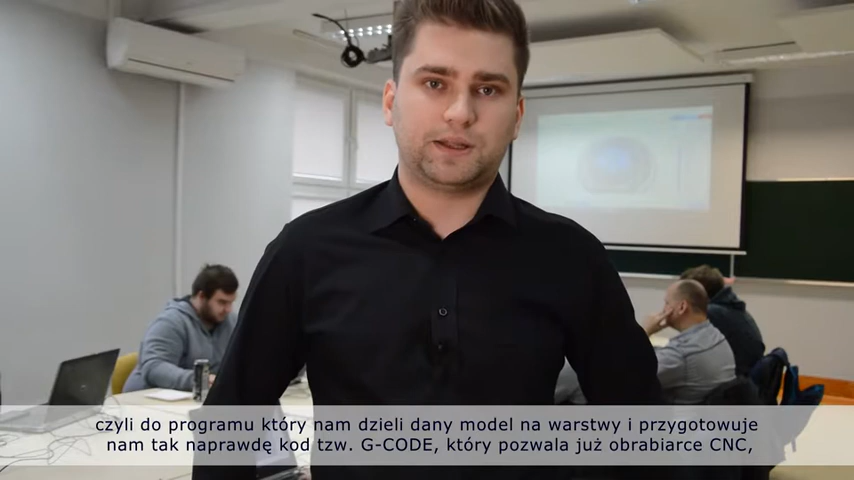 czyli do programu który nam dzieli dany model na warstwy i przygotowuje
nam tak naprawdę kod tzw. G-CODE, który pozwala już obrabiarce CNC,